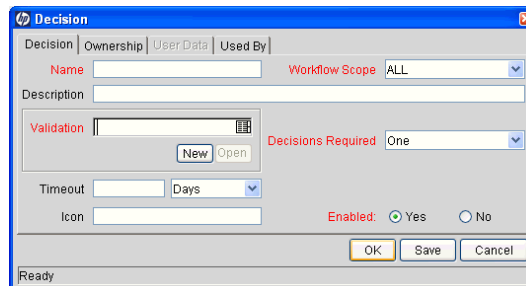 hp Decision
Decision Ownership User Data Used By
Name Workflow Scope ALL
Description
Validation
New Open
Decisions Required One
Timeout Days
Icon Enabled: Yes No
OK Save Cancel
Ready